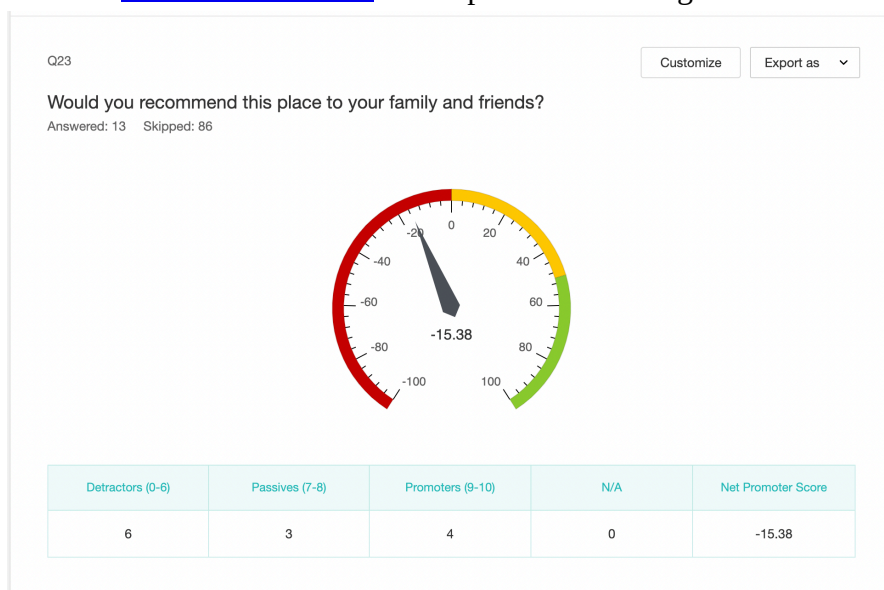 Q23
Customize
Export as
Would you recommend this place to your family and friends?
Answered: 13 Skipped: 86
0
-20
20
-40
40
-60
60
-15.38
-80
80
-100
100
Detractors (0-6) Passives (7-8) Promoters (9-10) N/A Net Promoter Score
6 3 4 0 -15.38